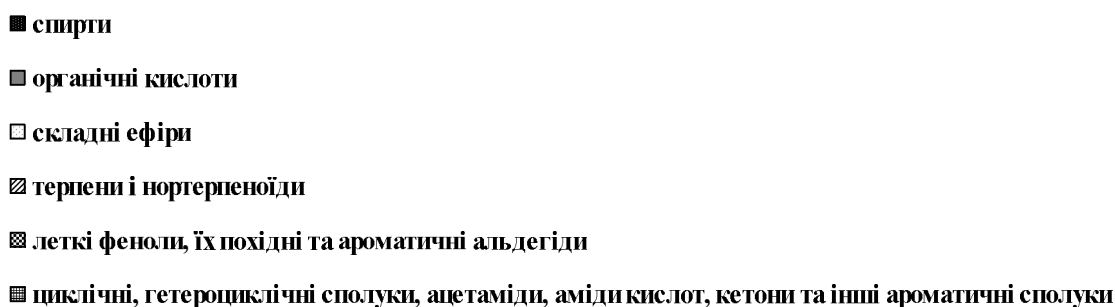 спирти
органічні кислоти
складні ефіри
терпени і нортерпеноїди
леткі феноли, їх похідні та ароматичні альдегіди
циклічні, гетероциклічні сполуки, ацетаміди, аміди кислот, кетони та інші ароматичні сполуки